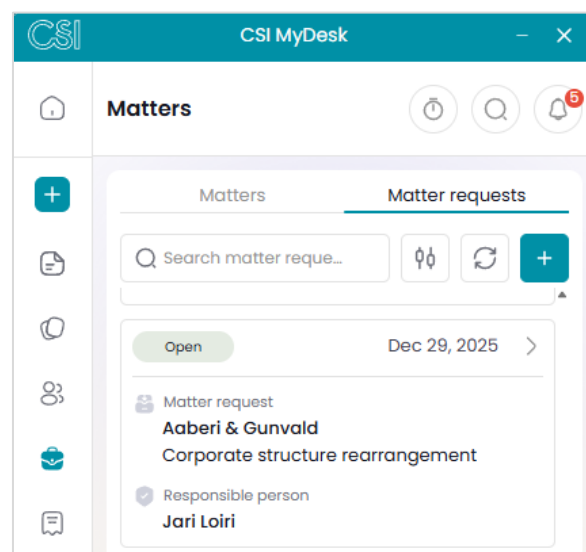 CSI
CSI MyDesk
Matters
5
Matters
Matter requests
Search matter reque...
Open
Dec 29, 2025
Matter request
Aaberi & Gunvald
Corporate structure rearrangement
Responsible person
Jari Loiri